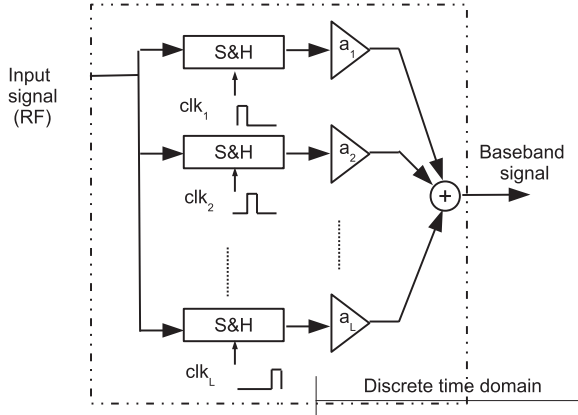 S&H
a1
Input
signal
(RF)
clk1
S&H
a2
Baseband
signal
clk2
+
S&H
aL
clkL
Discrete time domain